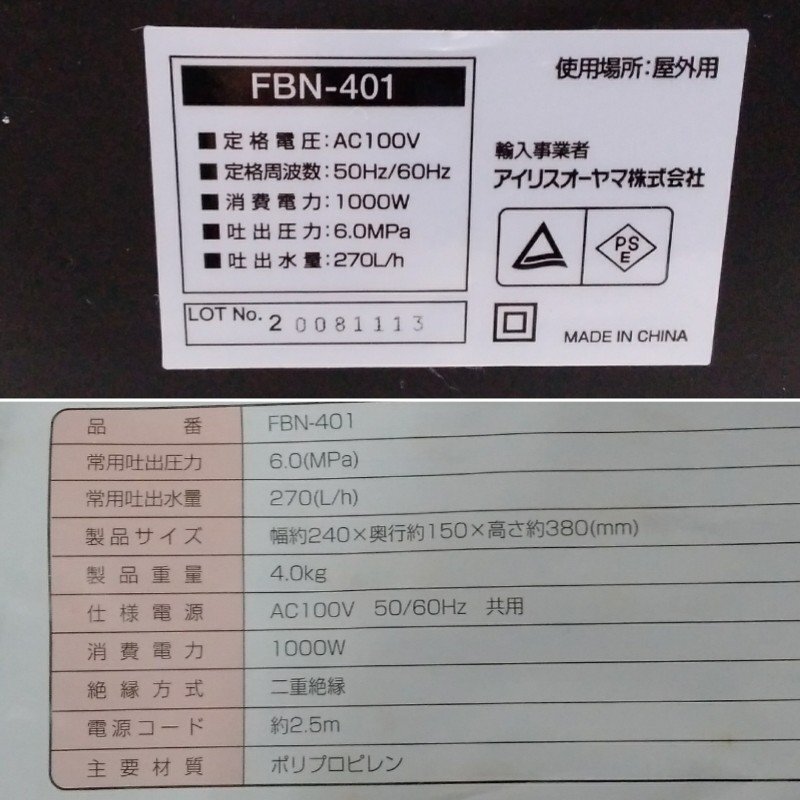 FBN-401
使用場所:屋外用
■定格電圧:AC100V
■定格周波数:50Hz/60Hz
■消費電力:1000W
■吐出圧力:6.0MPa
■吐出水量:270L/h
輸入事業者
アイリスオーヤマ株式会社
PS
E
LOT No. 2 0081113
MADE IN CHINA
品番 FBN-401
常用吐出圧力 6.0(MPa)
常用吐出水量 270(L/h)
製品サイズ 幅約240×奥行約150×高さ約380(mm)
製品重量 4.0kg
仕様電源 AC100V 50/60Hz 共用
消費電力 1000W
絶縁方式 二重絶縁
電源コード 約2.5m
主要材質 ポリプロピレン